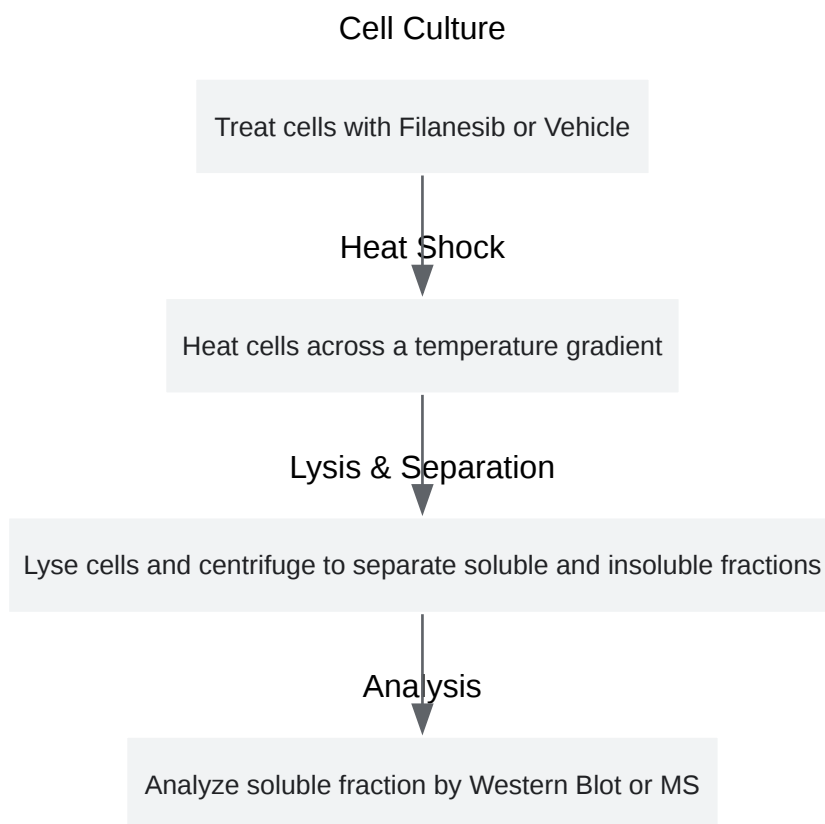 Cell Culture
Treat cells with Filanesib or Vehicle
Heat Shock
Heat cells across a temperature gradient
Lysis & Separation
Lyse cells and centrifuge to separate soluble and insoluble fractions
Analysis
Analyze soluble fraction by Western Blot or MS